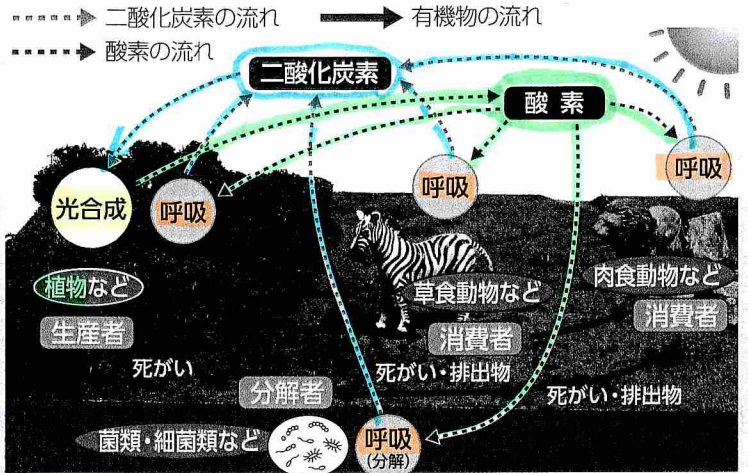 二酸化炭素の流れ
有機物の流れ
酸素の流れ
二酸化炭素
酸素
光合成
呼吸
呼吸
呼吸
植物など
生産者
草食動物など
消費者
肉食動物など
消費者
死がい
死がい・排出物
死がい・排出物
分解者
菌類・細菌類など
呼吸
(分解)